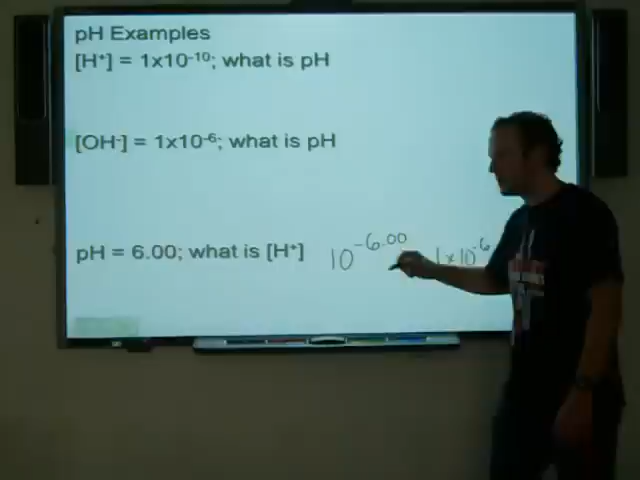 pH Examples
[H⁺] = 1x10⁻¹⁰; what is pH
[OH⁻] = 1x10⁻⁶; what is pH
pH = 6.00; what is [H⁺] 10⁻⁶·⁰⁰ 1x10⁻⁶